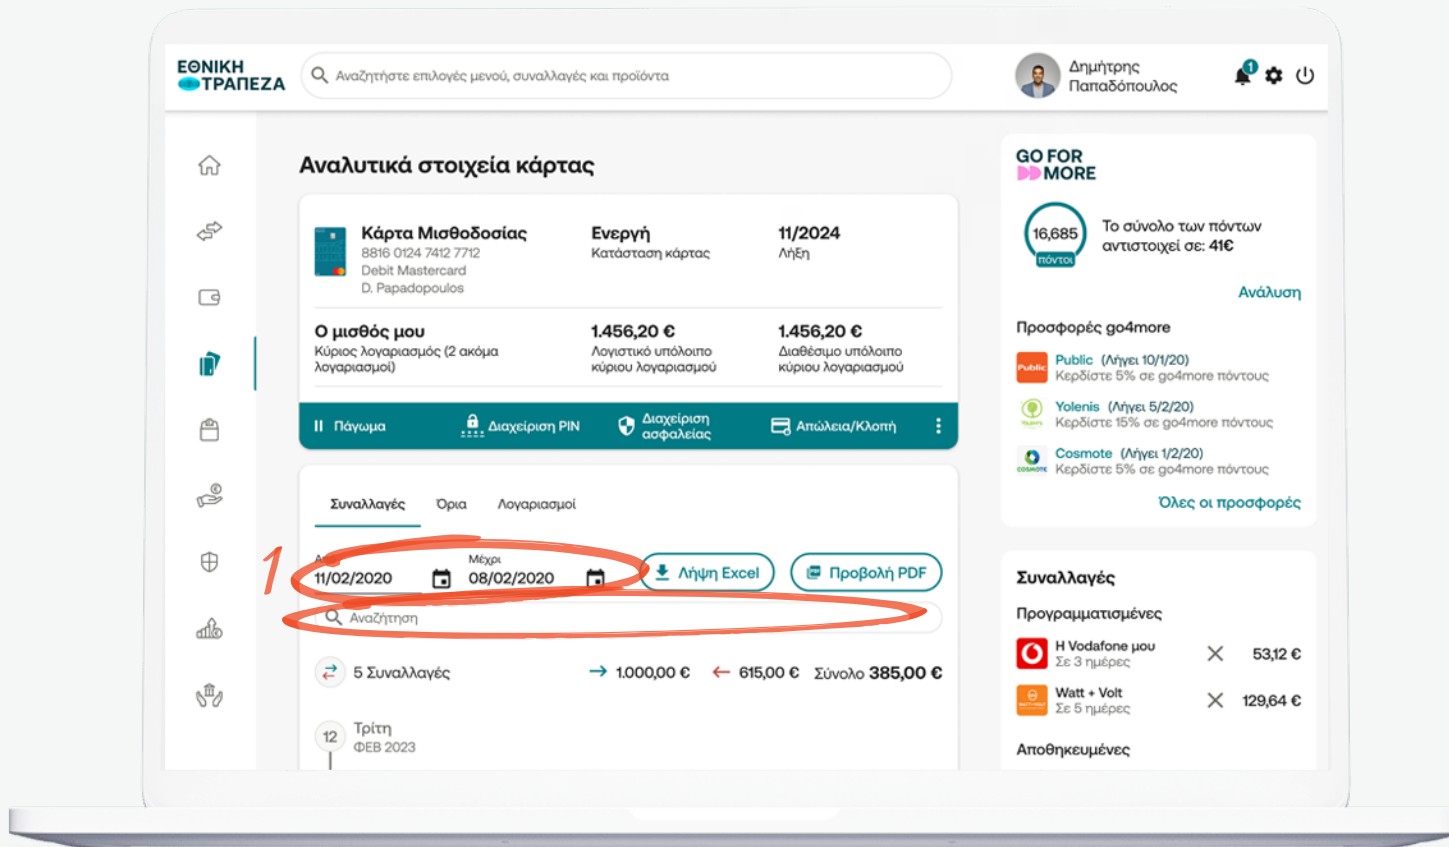 ΕΘΝΙΚΗ
ΤΡΑΠΕΖΑ
Αναζητήστε επιλογές μενού, συναλλαγές και προϊόντα
Δημήτρης
Παπαδόπουλος
1
Αναλυτικά στοιχεία κάρτας
Κάρτα Μισθοδοσίας
8816 0124 7412 7712
Debit Mastercard
D. Papadopoulos
Ενεργή
Κατάσταση κάρτας
11/2024
Λήξη
Ο μισθός μου
Κύριος λογαριασμός (2 ακόμα
λογαριασμοί)
1.456,20 €
Λογιστικό υπόλοιπο
κύριου λογαριασμού
1.456,20 €
Διαθέσιμο υπόλοιπο
κύριου λογαριασμού
Πάγωμα
Διαχείριση PIN
Διαχείριση
ασφαλείας
Απώλεια/Κλοπή
Συναλλαγές Όρια Λογαριασμοί
1
Μέχρι
11/02/2020 08/02/2020
Λήψη Excel
Προβολή PDF
Αναζήτηση
5 Συναλλαγές 1.000,00 € 615,00 € Σύνολο 385,00 €
12
Τρίτη
ΦΕΒ 2023
GO FOR
MORE
16,685
πόντοι
Το σύνολο των πόντων
αντιστοιχεί σε: 41€
Ανάλυση
Προσφορές go4more
Public
Public (Λήγει 10/1/20)
Κερδίστε 5% σε go4more πόντους
Yolenis (Λήγει 5/2/20)
Κερδίστε 15% σε go4more πόντους
COSMOTE
Cosmote (Λήγει 1/2/20)
Κερδίστε 5% σε go4more πόντους
Όλες οι προσφορές
Συναλλαγές
Προγραμματισμένες
Η Vodafone μου
Σε 3 ημέρες
53,12 €
Watt + Volt
Σε 5 ημέρες
129,64 €
Αποθηκευμένες